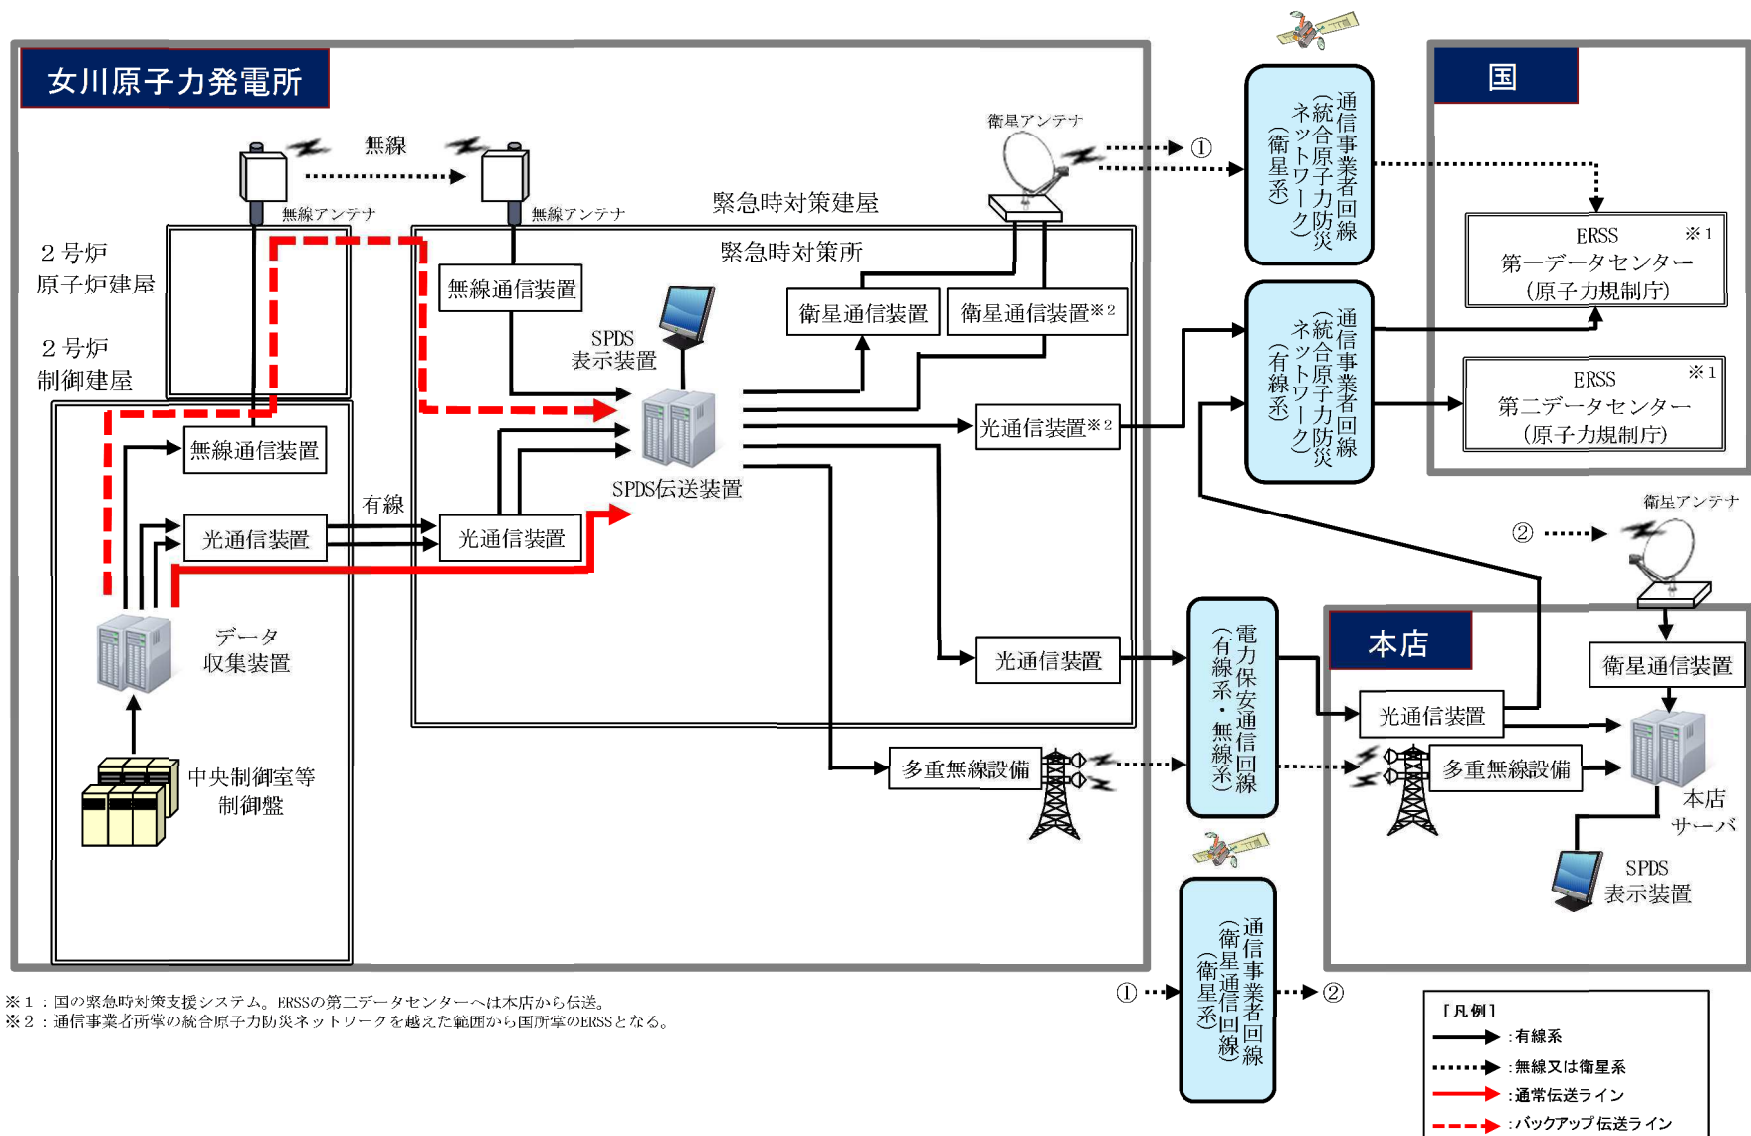 女川原子力発電所
国
通信事業者回線
(統合原子力防災
ネットワーク)
(衛星系)
衛星アンテナ
①
無線
無線アンテナ
無線アンテナ
緊急時対策建屋
緊急時対策所
2号炉
原子炉建屋
ERSS ※1
第一データセンター
(原子力規制庁)
無線通信装置
衛星通信装置
衛星通信装置※2
SPDS
表示装置
通信事業者回線
(統合原子力防災
ネットワーク)
(有線系)
2号炉
制御建屋
ERSS ※1
第二データセンター
(原子力規制庁)
無線通信装置
光通信装置※2
SPDS伝送装置
有線
光通信装置
光通信装置
衛星アンテナ
②
データ
収集装置
光通信装置
電力保安通信回線
(有線系・無線系)
本店
衛星通信装置
光通信装置
中央制御室等
制御盤
多重無線設備
多重無線設備
本店
サーバ
SPDS
表示装置
通信事業者回線
(衛星通信回線)
(衛星系)
①
②
※1：国の緊急時対策支援システム。ERSSの第二データセンターへは本店から伝送。
※2：通信事業者所掌の統合原子力防災ネットワークを越えた範囲から国所掌のERSSとなる。
[凡例]
:有線系
:無線又は衛星系
:通常伝送ライン
:バックアップ伝送ライン